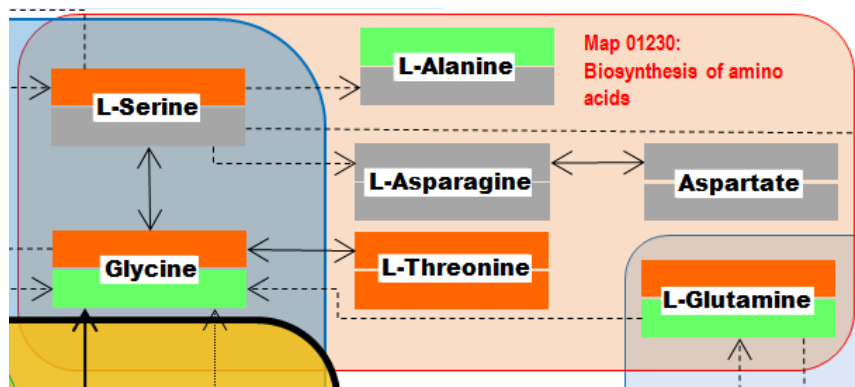 L-Alanine
Map 01230:
Biosynthesis of amino
acids
L-Serine
L-Asparagine
Aspartate
Glycine
L-Threonine
L-Glutamine